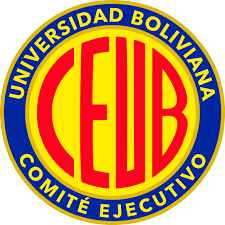 UNIVERSIDAD BOLIVIANA
CEUB
COMITÉ EJECUTIVO